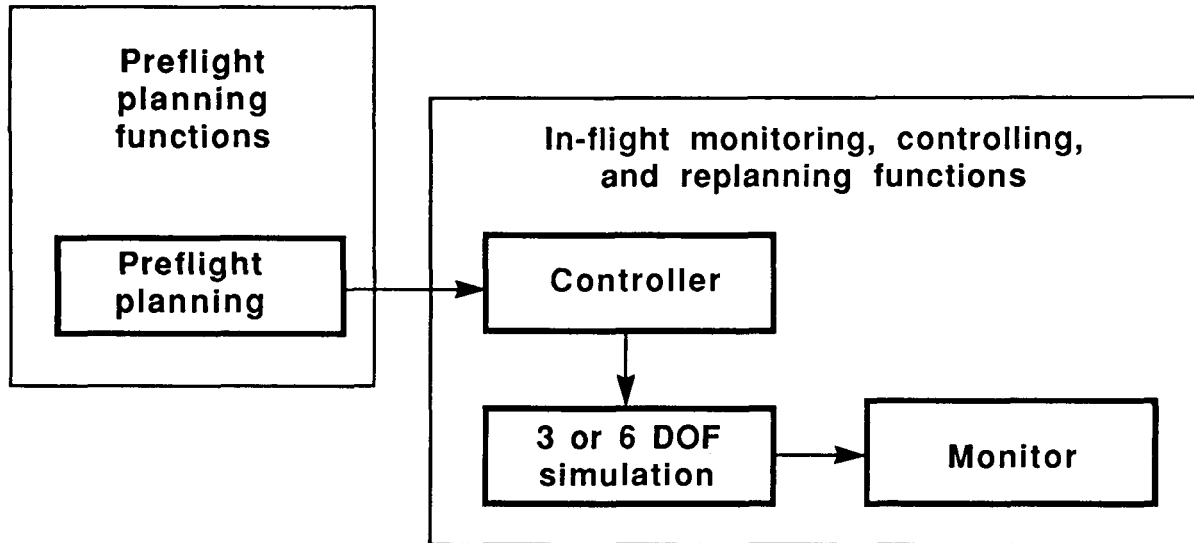 Preflight
planning
functions
Preflight
planning
In-flight monitoring, controlling,
and replanning functions
Controller
3 or 6 DOF
simulation
Monitor